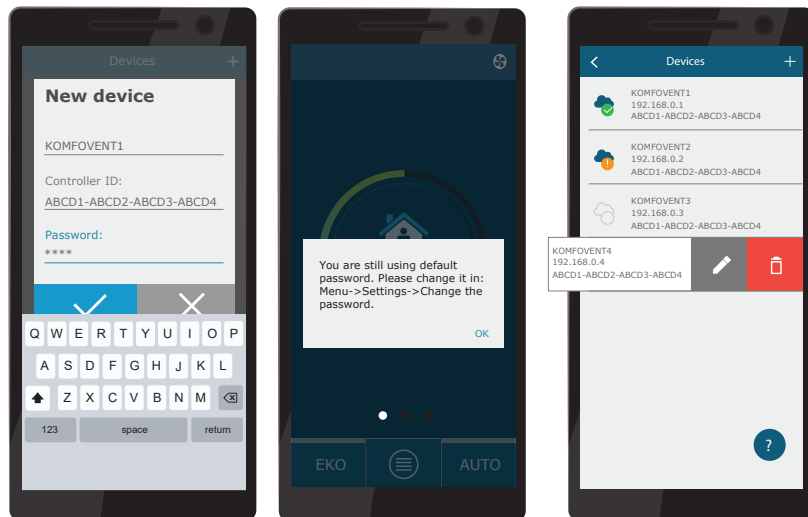 Devices
+
New device
KOMFOVENT1
Controller ID:
ABCD1-ABCD2-ABCD3-ABCD4
Password:
****
Q W E R T Y U I O P
A S D F G H J K L
Z X C V B N M
123 space return
You are still using default
password. Please change it in:
Menu->Settings->Change the
password.
OK
EKO AUTO
Devices
+
KOMFOVENT1
192.168.0.1
ABCD1-ABCD2-ABCD3-ABCD4
KOMFOVENT2
192.168.0.2
ABCD1-ABCD2-ABCD3-ABCD4
KOMFOVENT3
192.168.0.3
ABCD1-ABCD2-ABCD3-ABCD4
KOMFOVENT4
192.168.0.4
ABCD1-ABCD2-ABCD3-ABCD4
?